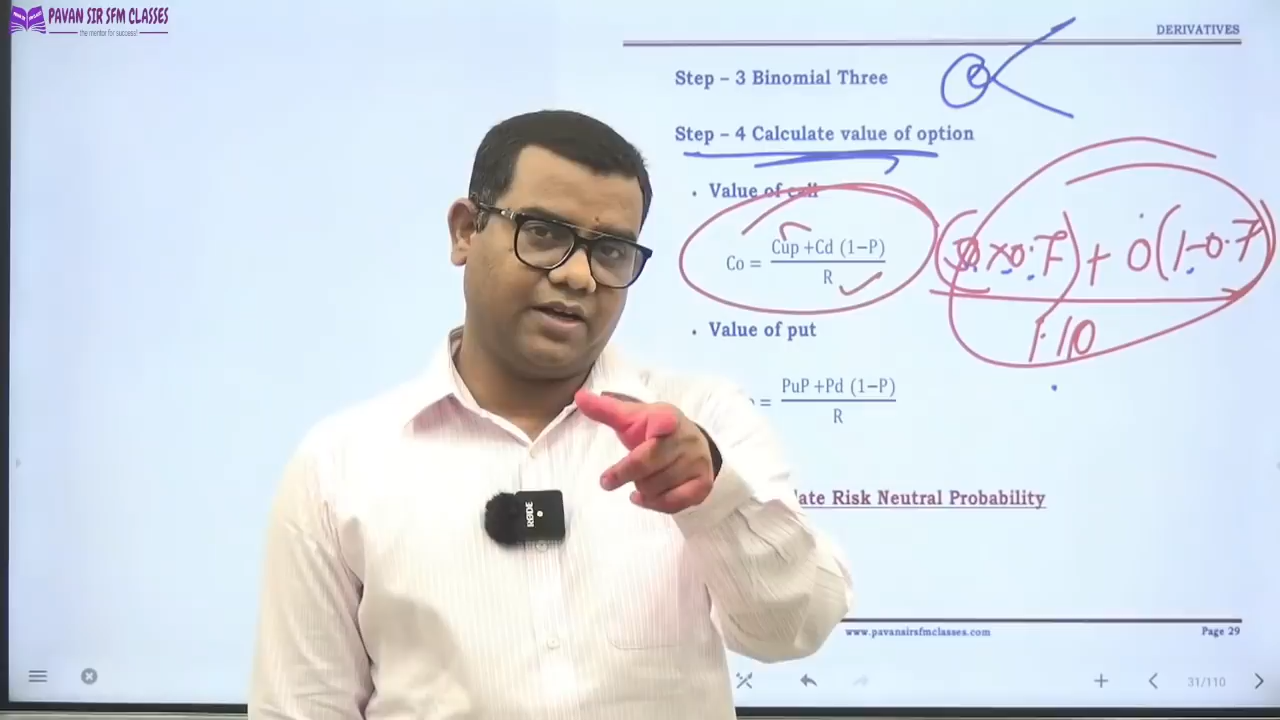 PAVAN SIR SFM CLASSES
the mentor for success!
DERIVATIVES
Step – 3 Binomial Three
Step – 4 Calculate value of option
• Value of call
Co = Cup +Cd (1−P)
R
× 0.7) + 0(1-0.7)
1.10
• Value of put
= PuP +Pd (1−P)
R
Risk Neutral Probability
RØDE
www.pavansirsfmclasses.com
Page 29
31/110